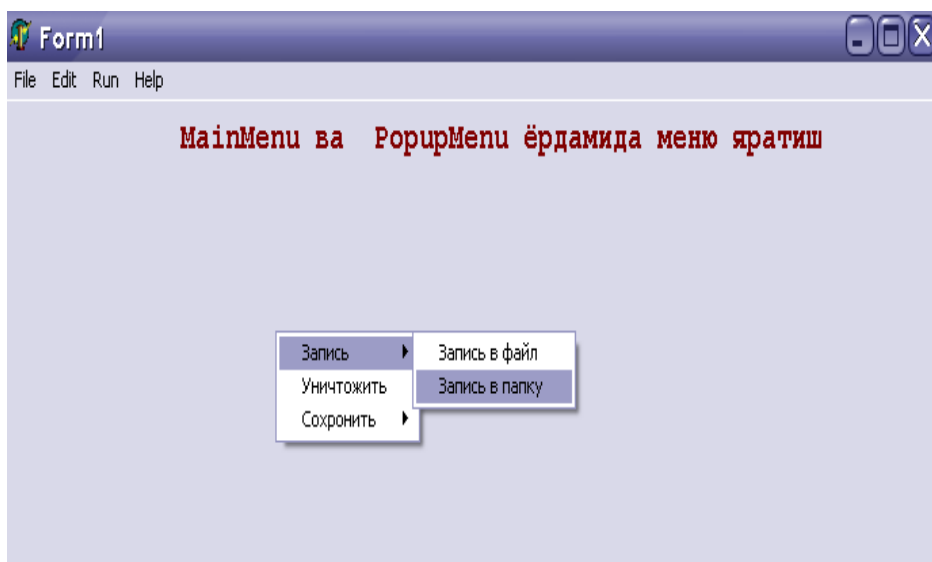 Form1
File Edit Run Help
MainMenu ва PopupMenu ёрдамида меню яратиш
Запись
Запись в файл
Уничтожить
Запись в папку
Сохронить